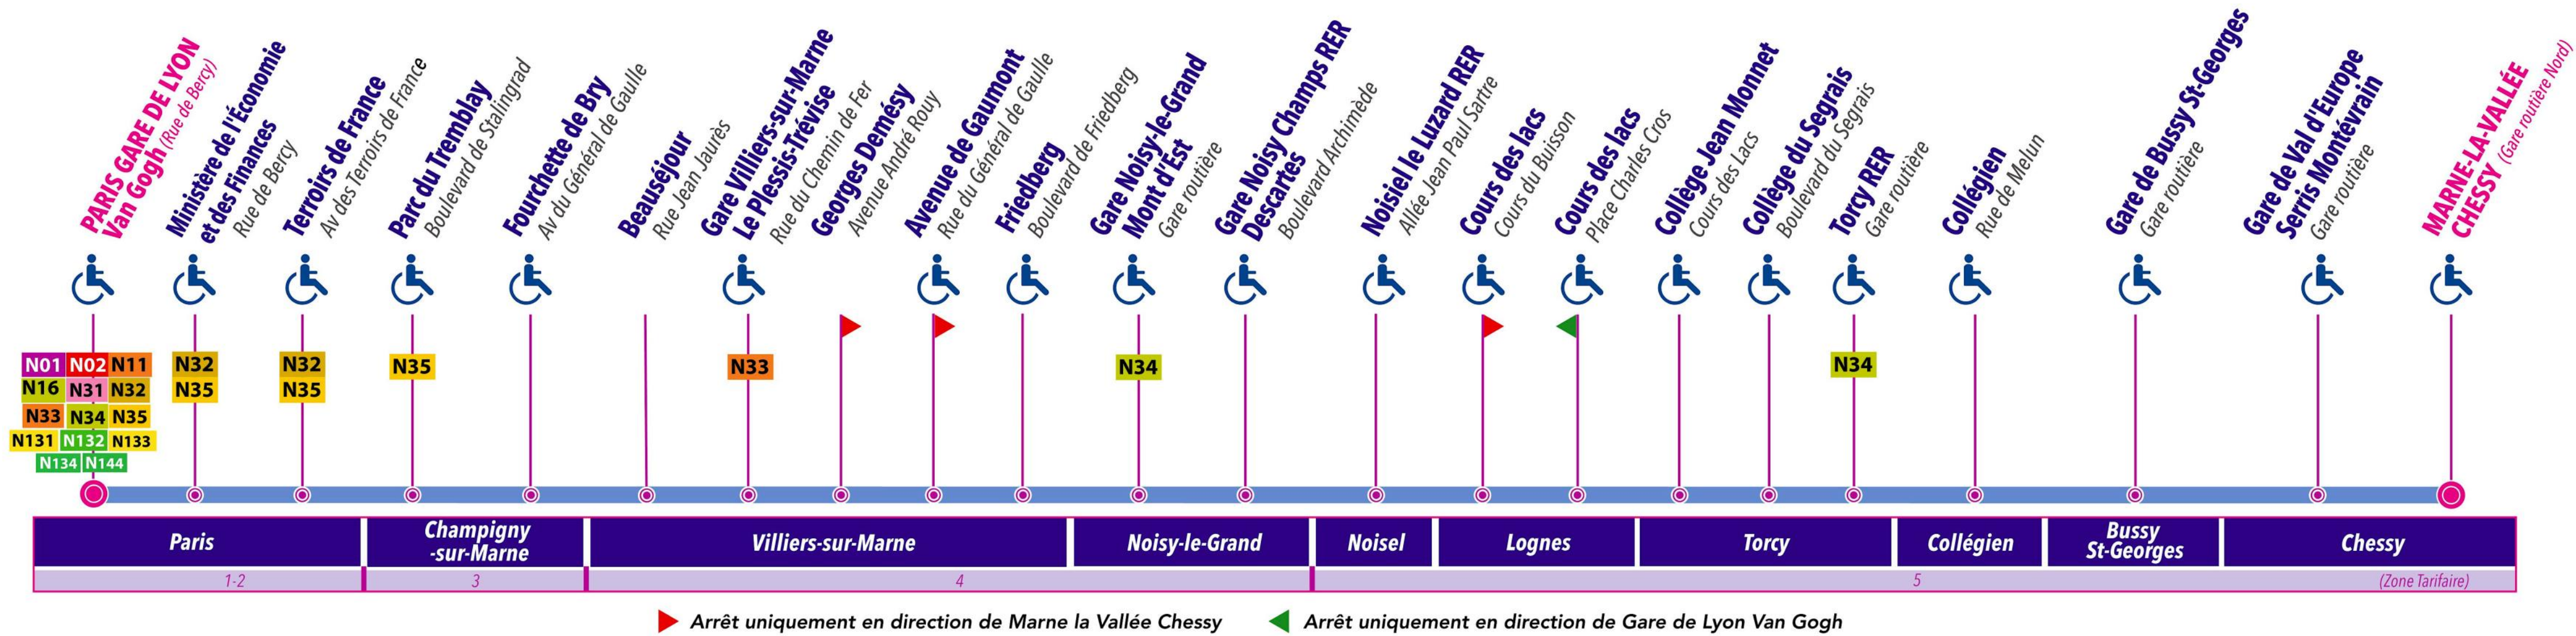 PARIS GARE DE LYON
Van Gogh (Rue de Bercy)
Ministère de l'Économie
et des Finances
Rue de Bercy
Terroirs de France
Av des Terroirs de France
Parc du Tremblay
Boulevard de Stalingrad
Fourchette de Bry
Av du Général de Gaulle
Beauséjour
Rue Jean Jaurès
Gare Villiers-sur-Marne
Le Plessis-Trévise
Rue du Chemin de Fer
Georges Demésy
Avenue André Rouy
Avenue de Gaumont
Rue du Général de Gaulle
Friedberg
Boulevard de Friedberg
Gare Noisy-le-Grand
Mont d'Est
Gare routière
Gare Noisy Champs RER
Descartes
Boulevard Archimède
Noisiel le Luzard RER
Allée Jean Paul Sartre
Cours des lacs
Cours du Buisson
Cours des lacs
Place Charles Cros
Collège Jean Monnet
Cours des Lacs
Collège du Segrais
Boulevard du Segrais
Torcy RER
Gare routière
Collégien
Rue de Melun
Gare de Bussy St-Georges
Gare routière
Gare de Val d'Europe
Serris Montévrain
Gare routière
MARNE-LA-VALLÉE
CHESSY (Gare routière Nord)
N01 N02 N11
N16 N31 N32
N33 N34 N35
N131 N132 N133
N134 N144
N32
N35
N32
N35
N35
N33
N34
N34
Paris
Champigny
-sur-Marne
Villiers-sur-Marne
Noisy-le-Grand
Noisel
Lognes
Torcy
Collégien
Bussy
St-Georges
Chessy
1-2
3
4
5
(Zone Tarifaire)
Arrêt uniquement en direction de Marne la Vallée Chessy
Arrêt uniquement en direction de Gare de Lyon Van Gogh